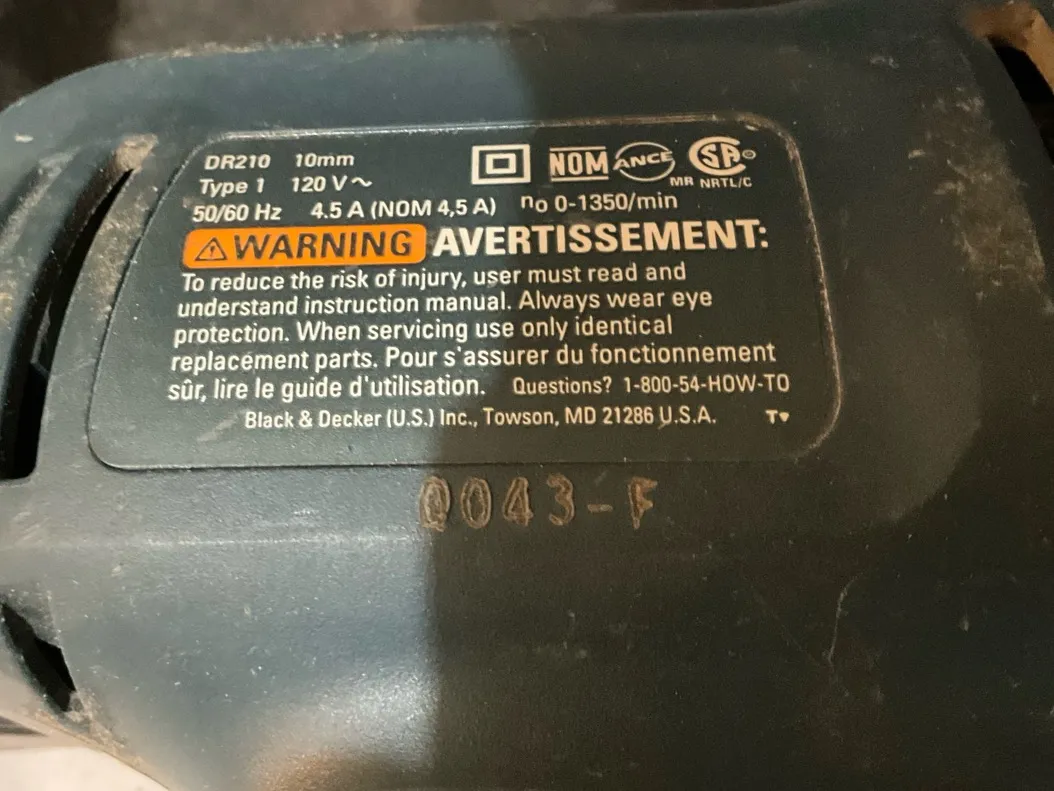 DR210 10mm
Type 1 120 V~
NOM ANCE SA
MR NRTL/C
50/60 Hz 4.5 A (NOM 4,5 A) no 0-1350/min
WARNING AVERTISSEMENT:
To reduce the risk of injury, user must read and
understand instruction manual. Always wear eye
protection. When servicing use only identical
replacement parts. Pour s'assurer du fonctionnement
sûr, lire le guide d'utilisation. Questions? 1-800-54-HOW-TO
Black & Decker (U.S.) Inc., Towson, MD 21286 U.S.A. T♥
0043-F